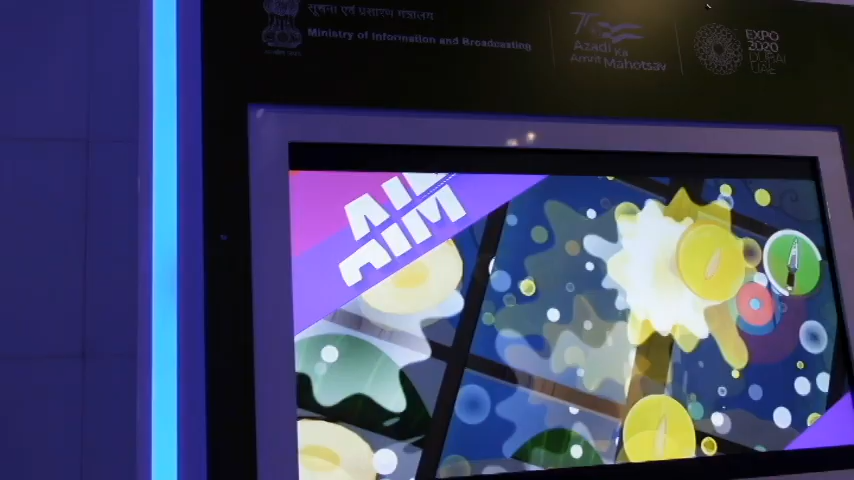 सूचना एवं प्रसारण मंत्रालय
Ministry of Information and Broadcasting
Azadi Ka
Amrit Mahotsav
EXPO
2020
DUBAI
UAE
AIM